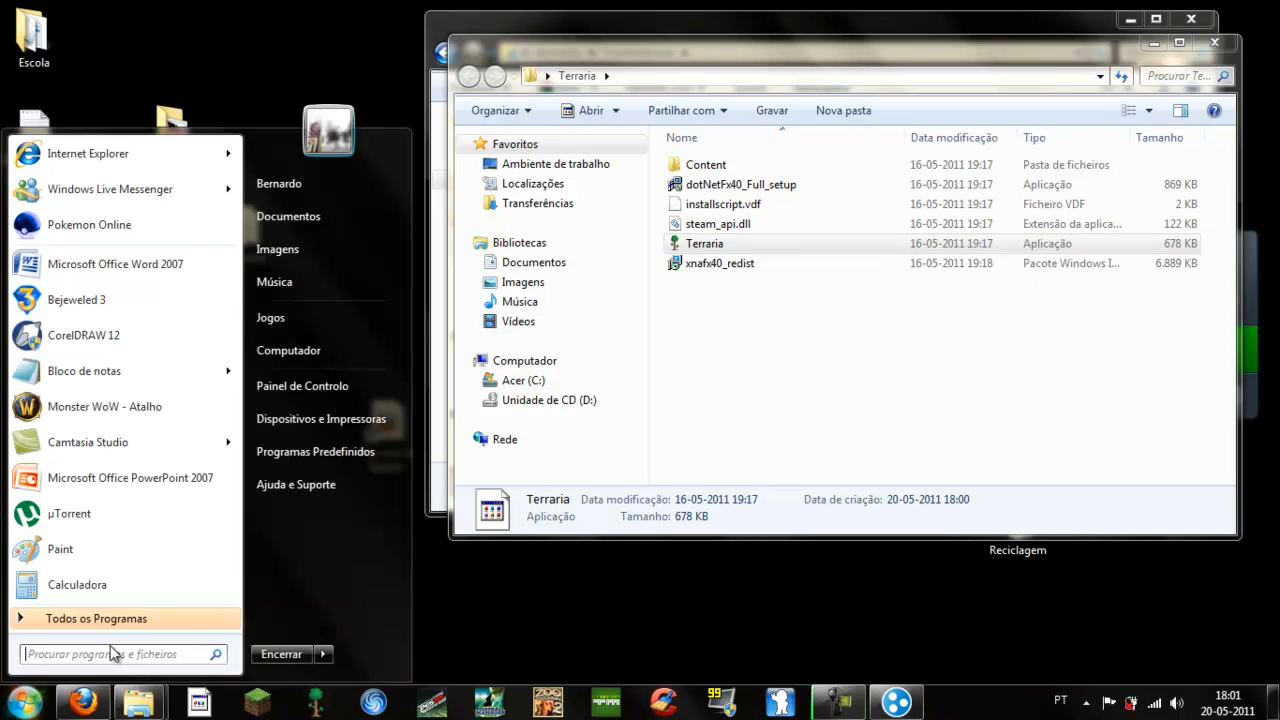 Escola
Internet Explorer
Windows Live Messenger
Pokemon Online
Microsoft Office Word 2007
Bejeweled 3
CorelDRAW 12
Bloco de notas
Monster WoW - Atalho
Camtasia Studio
Microsoft Office PowerPoint 2007
µTorrent
Paint
Calculadora
Todos os Programas
Procurar programas e ficheiros
Bernardo
Documentos
Imagens
Música
Jogos
Computador
Painel de Controlo
Dispositivos e Impressoras
Programas Predefinidos
Ajuda e Suporte
Encerrar
Terraria
Procurar Te...
Organizar Abrir Partilhar com Gravar Nova pasta
Favoritos
Ambiente de trabalho
Localizações
Transferências
Bibliotecas
Documentos
Imagens
Música
Vídeos
Computador
Acer (C:)
Unidade de CD (D:)
Rede
Nome Data modificação Tipo Tamanho
Content 16-05-2011 19:17 Pasta de ficheiros
dotNetFx40_Full_setup 16-05-2011 19:17 Aplicação 869 KB
installscript.vdf 16-05-2011 19:17 Ficheiro VDF 2 KB
steam_api.dll 16-05-2011 19:17 Extensão da aplica... 122 KB
Terraria 16-05-2011 19:17 Aplicação 678 KB
xnafx40_redist 16-05-2011 19:18 Pacote Windows I... 6.889 KB
Terraria Data modificação: 16-05-2011 19:17 Data de criação: 20-05-2011 18:00
Aplicação Tamanho: 678 KB
Reciclagem
ZOO
99
PT
18:01
20-05-2011